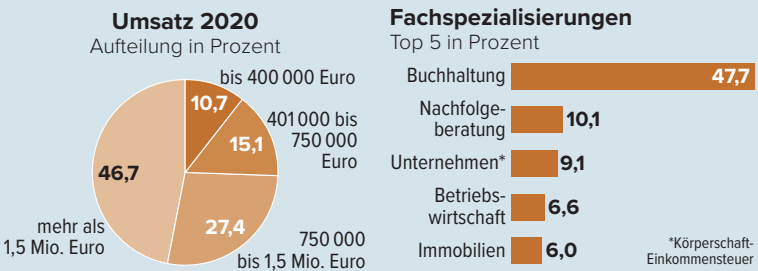 Umsatz 2020
Aufteilung in Prozent
bis 400 000 Euro
10,7
401 000 bis
750 000
Euro
15,1
27,4
750 000
bis 1,5 Mio. Euro
46,7
mehr als
1,5 Mio. Euro
Fachspezialisierungen
Top 5 in Prozent
Buchhaltung 47,7
Nachfolge-
beratung 10,1
Unternehmen* 9,1
Betriebs-
wirtschaft 6,6
Immobilien 6,0
*Körperschaft-
Einkommensteuer